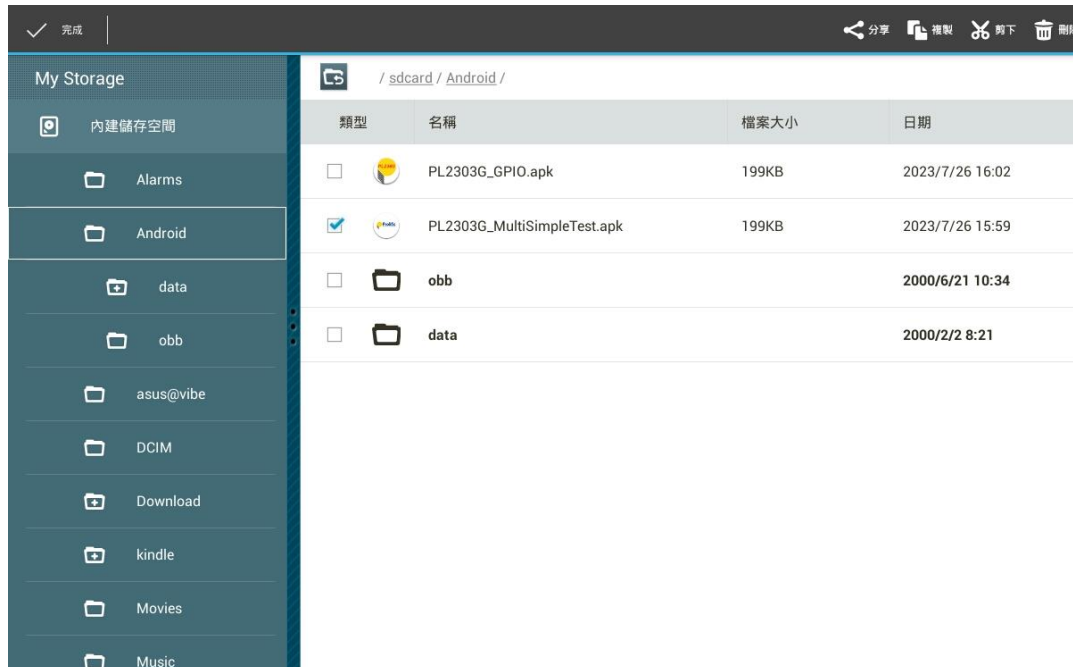 完成 分享 複製 剪下
My Storage
/ sdcard / Android /
內建儲存空間
類型 名稱 檔案大小 日期
Alarms
PL2303G_GPIO.apk 199KB 2023/7/26 16:02
Android
PL2303G_MultiSimpleTest.apk 199KB 2023/7/26 15:59
data
obb 2000/6/21 10:34
obb
data 2000/2/2 8:21
asus@vibe
DCIM
Download
kindle
Movies
Music